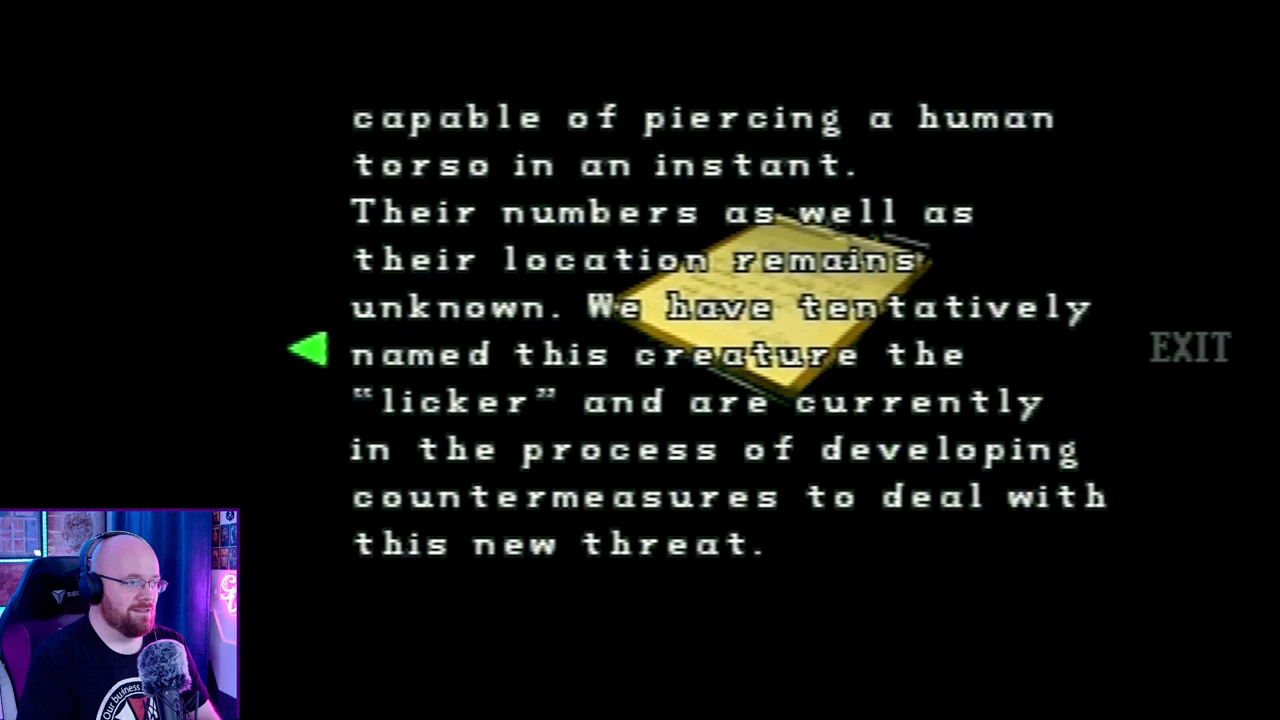 capable of piercing a human
torso in an instant.
Their numbers as well as
their location remains
unknown. We have tentatively
named this creature the
“licker” and are currently
in the process of developing
countermeasures to deal with
this new threat.
EXIT
Our business